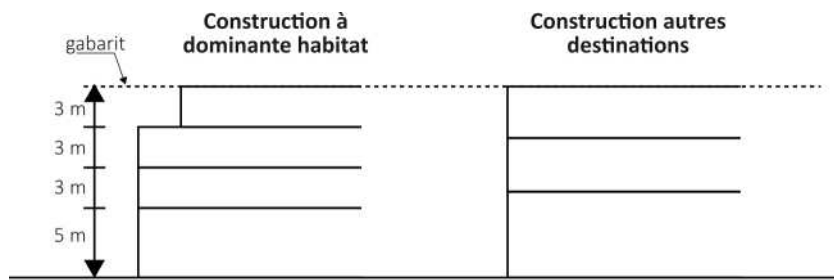 Construction à
dominante habitat
Construction autres
destinations
gabarit
3 m
3 m
3 m
5 m